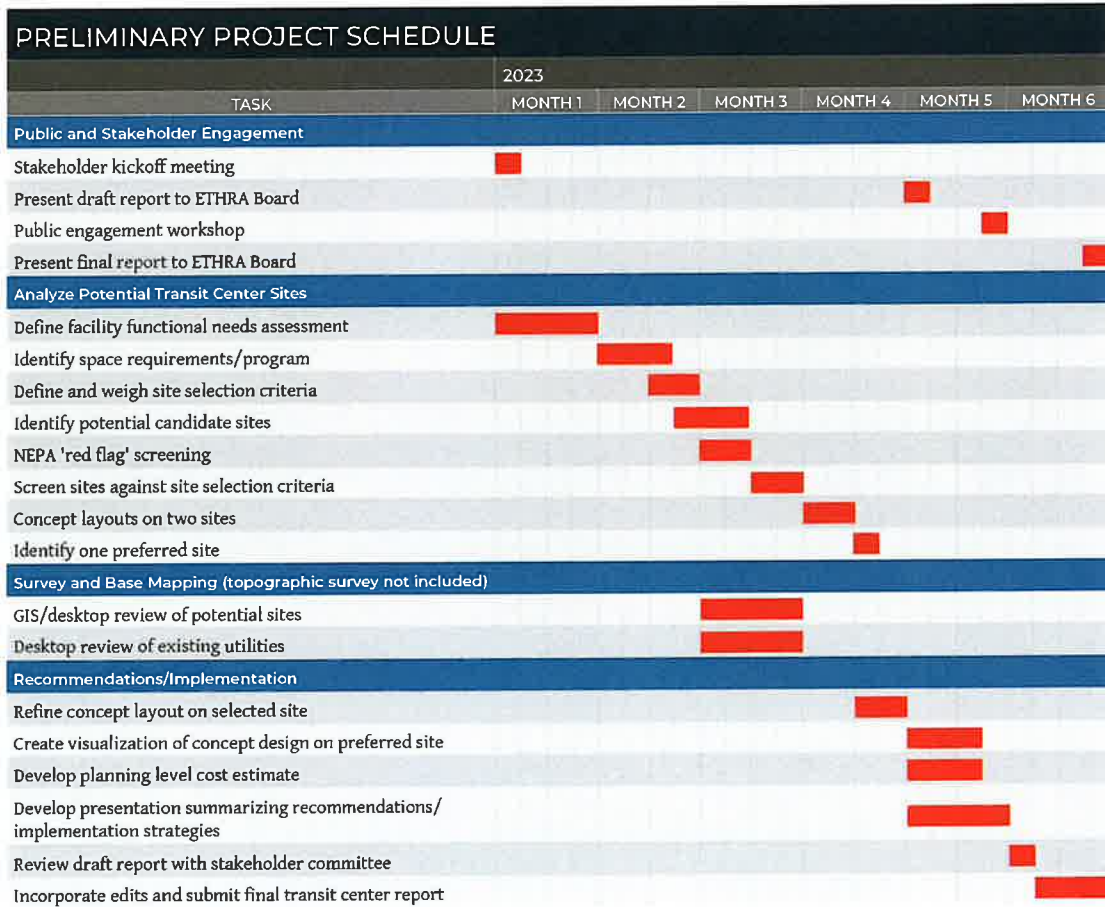 PRELIMINARY PROJECT SCHEDULE
2023
TASK MONTH 1 MONTH 2 MONTH 3 MONTH 4 MONTH 5 MONTH 6
Public and Stakeholder Engagement
Stakeholder kickoff meeting
Present draft report to ETHRA Board
Public engagement workshop
Present final report to ETHRA Board
Analyze Potential Transit Center Sites
Define facility functional needs assessment
Identify space requirements/program
Define and weigh site selection criteria
Identify potential candidate sites
NEPA 'red flag' screening
Screen sites against site selection criteria
Concept layouts on two sites
Identify one preferred site
Survey and Base Mapping (topographic survey not included)
GIS/desktop review of potential sites
Desktop review of existing utilities
Recommendations/Implementation
Refine concept layout on selected site
Create visualization of concept design on preferred site
Develop planning level cost estimate
Develop presentation summarizing recommendations/
implementation strategies
Review draft report with stakeholder committee
Incorporate edits and submit final transit center report